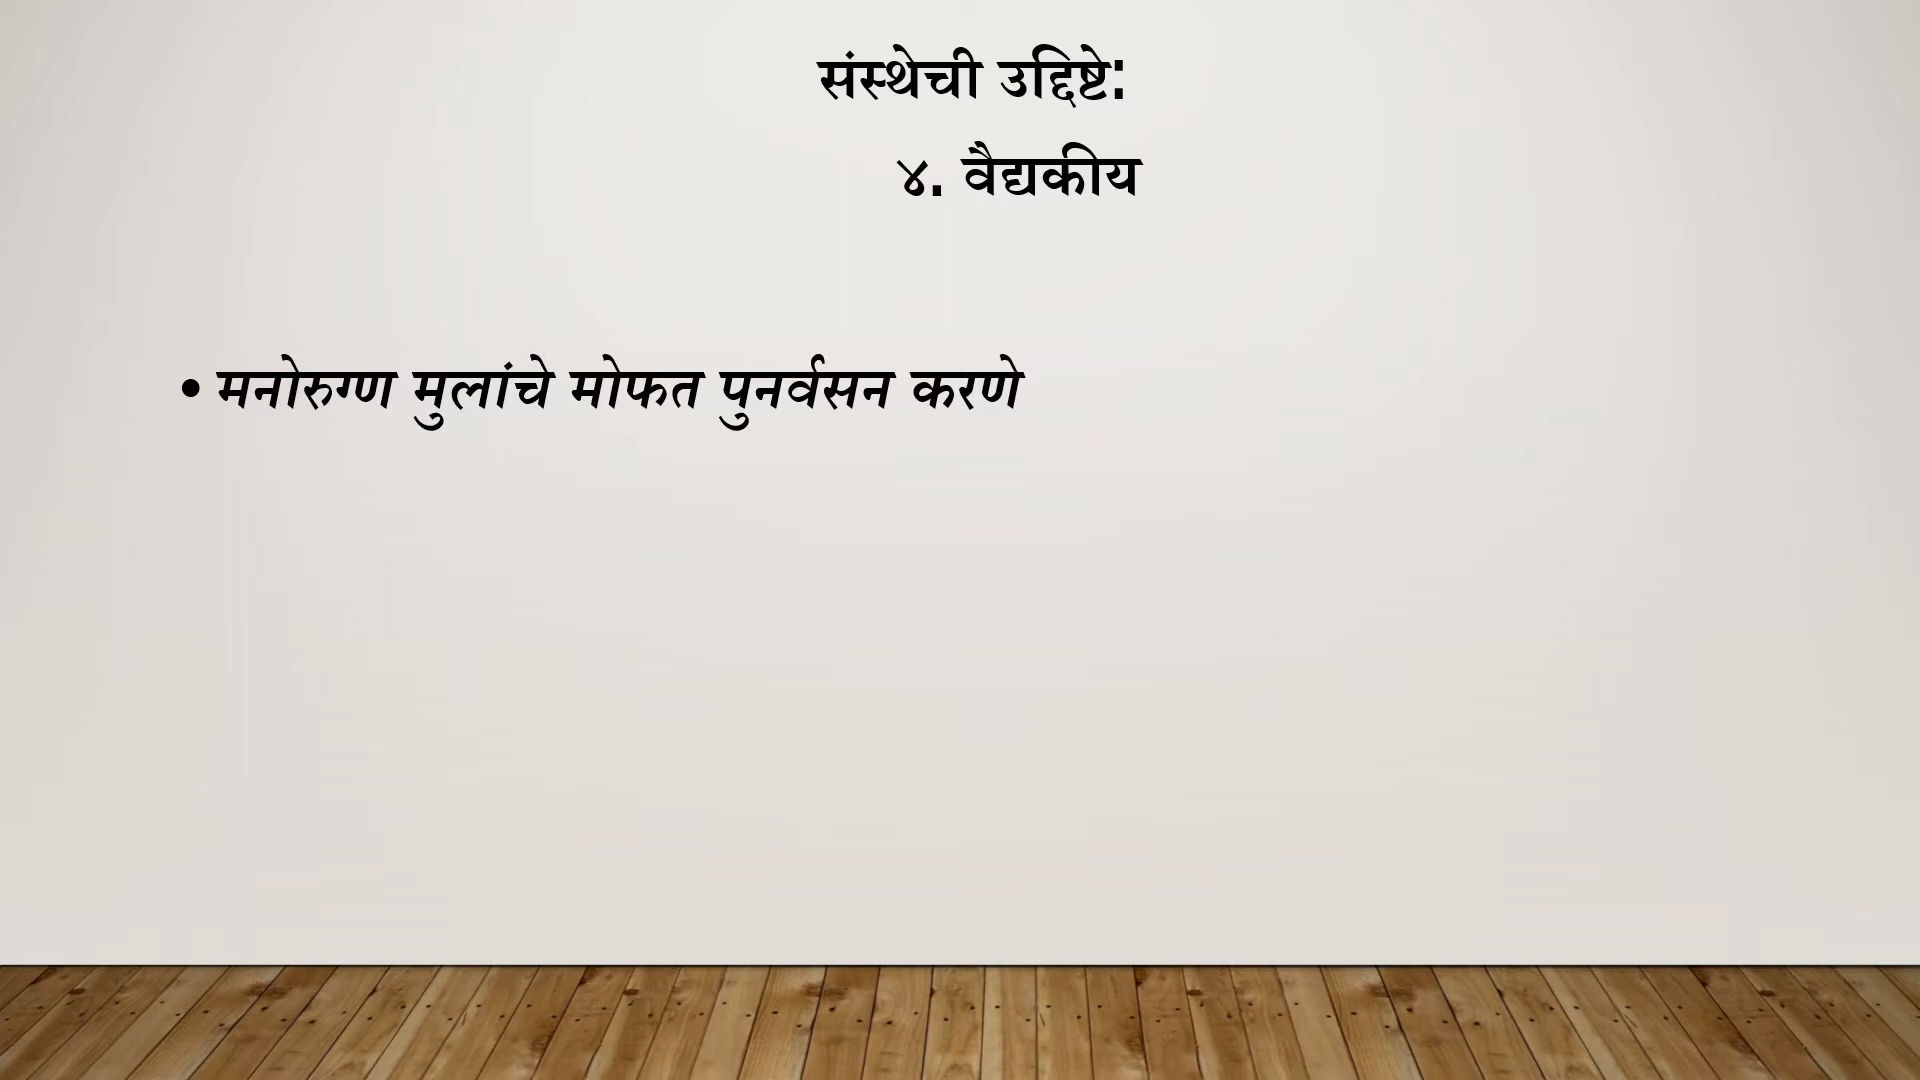 संस्थेची उद्दिष्टे:
४. वैद्यकीय
• मनोरुग्ण मुलांचे मोफत पुनर्वसन करणे